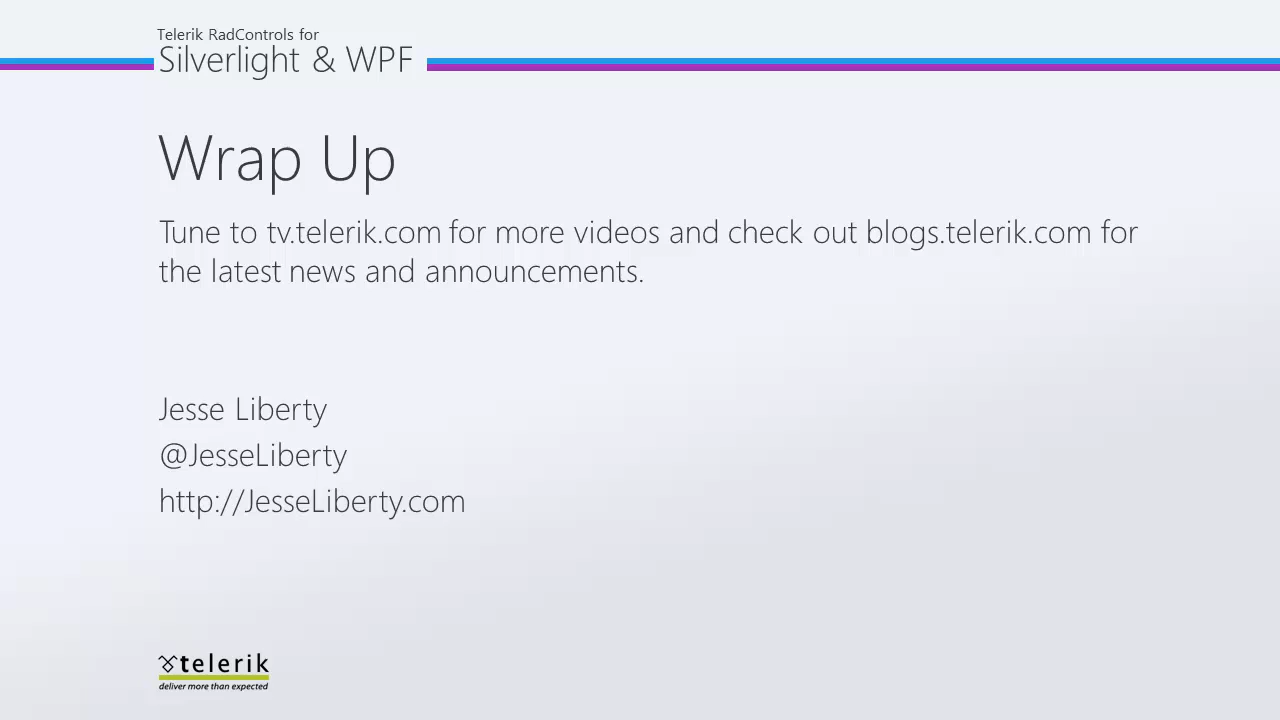 Telerik RadControls for
Silverlight & WPF
Wrap Up
Tune to tv.telerik.com for more videos and check out blogs.telerik.com for
the latest news and announcements.
Jesse Liberty
@JesseLiberty
http://JesseLiberty.com
telerik
deliver more than expected